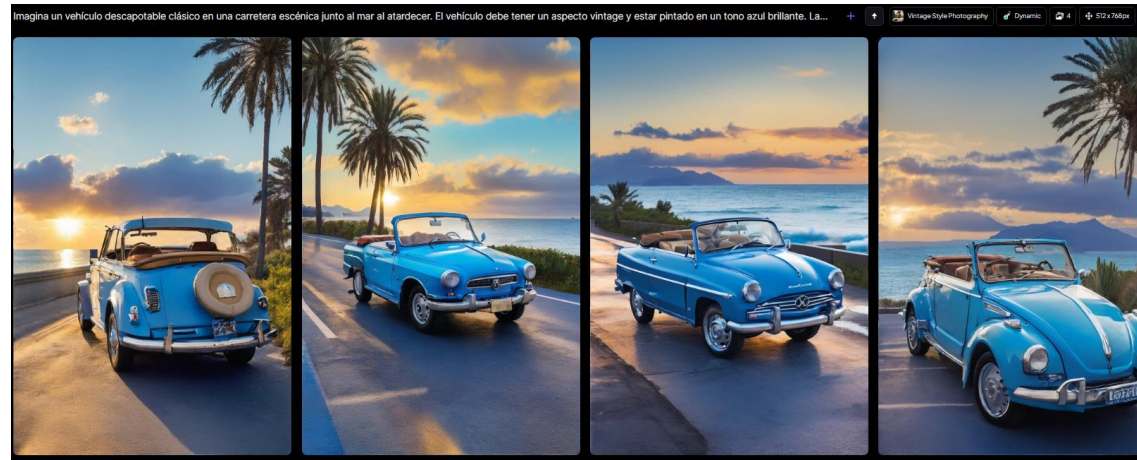 Imagina un vehículo descapotable clásico en una carretera escénica junto al mar al atardecer. El vehículo debe tener un aspecto vintage y estar pintado en un tono azul brillante. La... Vintage Style Photography Dynamic 4 512 x 768px